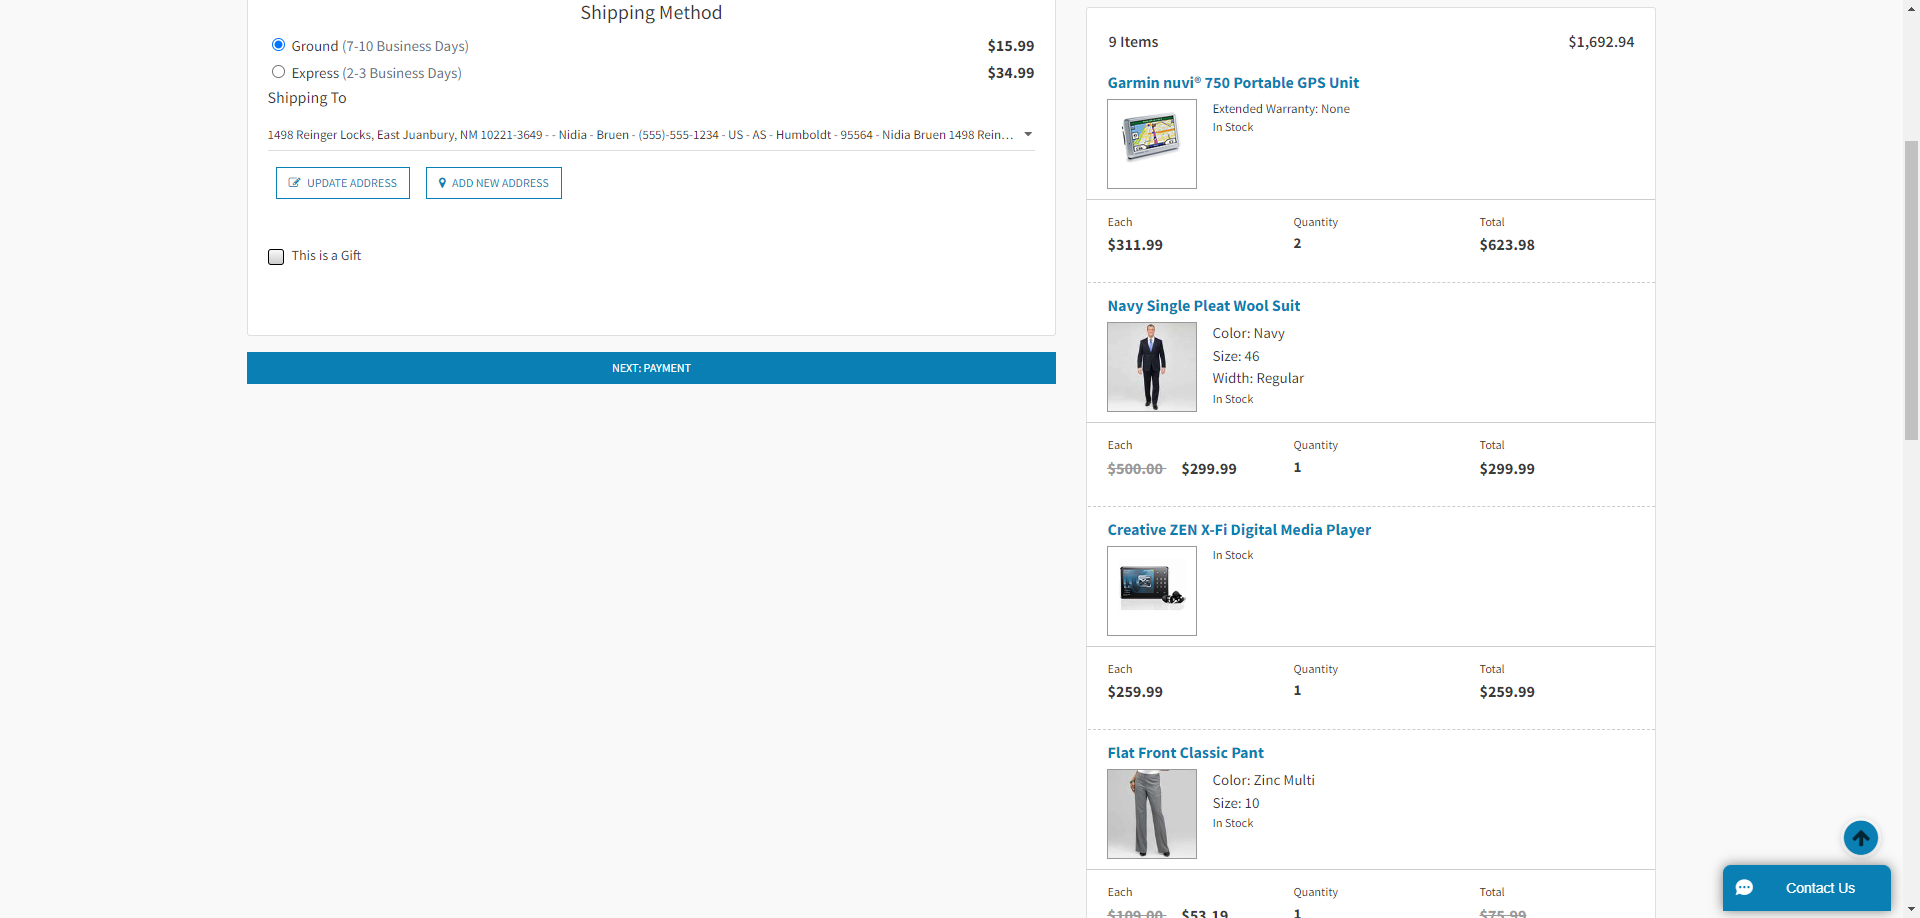 Shipping Method
Ground (7-10 Business Days) $15.99
Express (2-3 Business Days) $34.99
Shipping To
1498 Reinger Locks, East Juanbury, NM 10221-3649 - - Nidia - Bruen - (555)-555-1234 - US - AS - Humboldt - 95564 - Nidia Bruen 1498 Rein...
UPDATE ADDRESS ADD NEW ADDRESS
This is a Gift
NEXT: PAYMENT
9 Items $1,692.94
Garmin nuvi® 750 Portable GPS Unit
Extended Warranty: None
In Stock
Each Quantity Total
$311.99 2 $623.98
Navy Single Pleat Wool Suit
Color: Navy
Size: 46
Width: Regular
In Stock
Each Quantity Total
$500.00 $299.99 1 $299.99
Creative ZEN X-Fi Digital Media Player
In Stock
Each Quantity Total
$259.99 1 $259.99
Flat Front Classic Pant
Color: Zinc Multi
Size: 10
In Stock
Each Quantity Total
$109.00 $53.19 1 $75.99
Contact Us